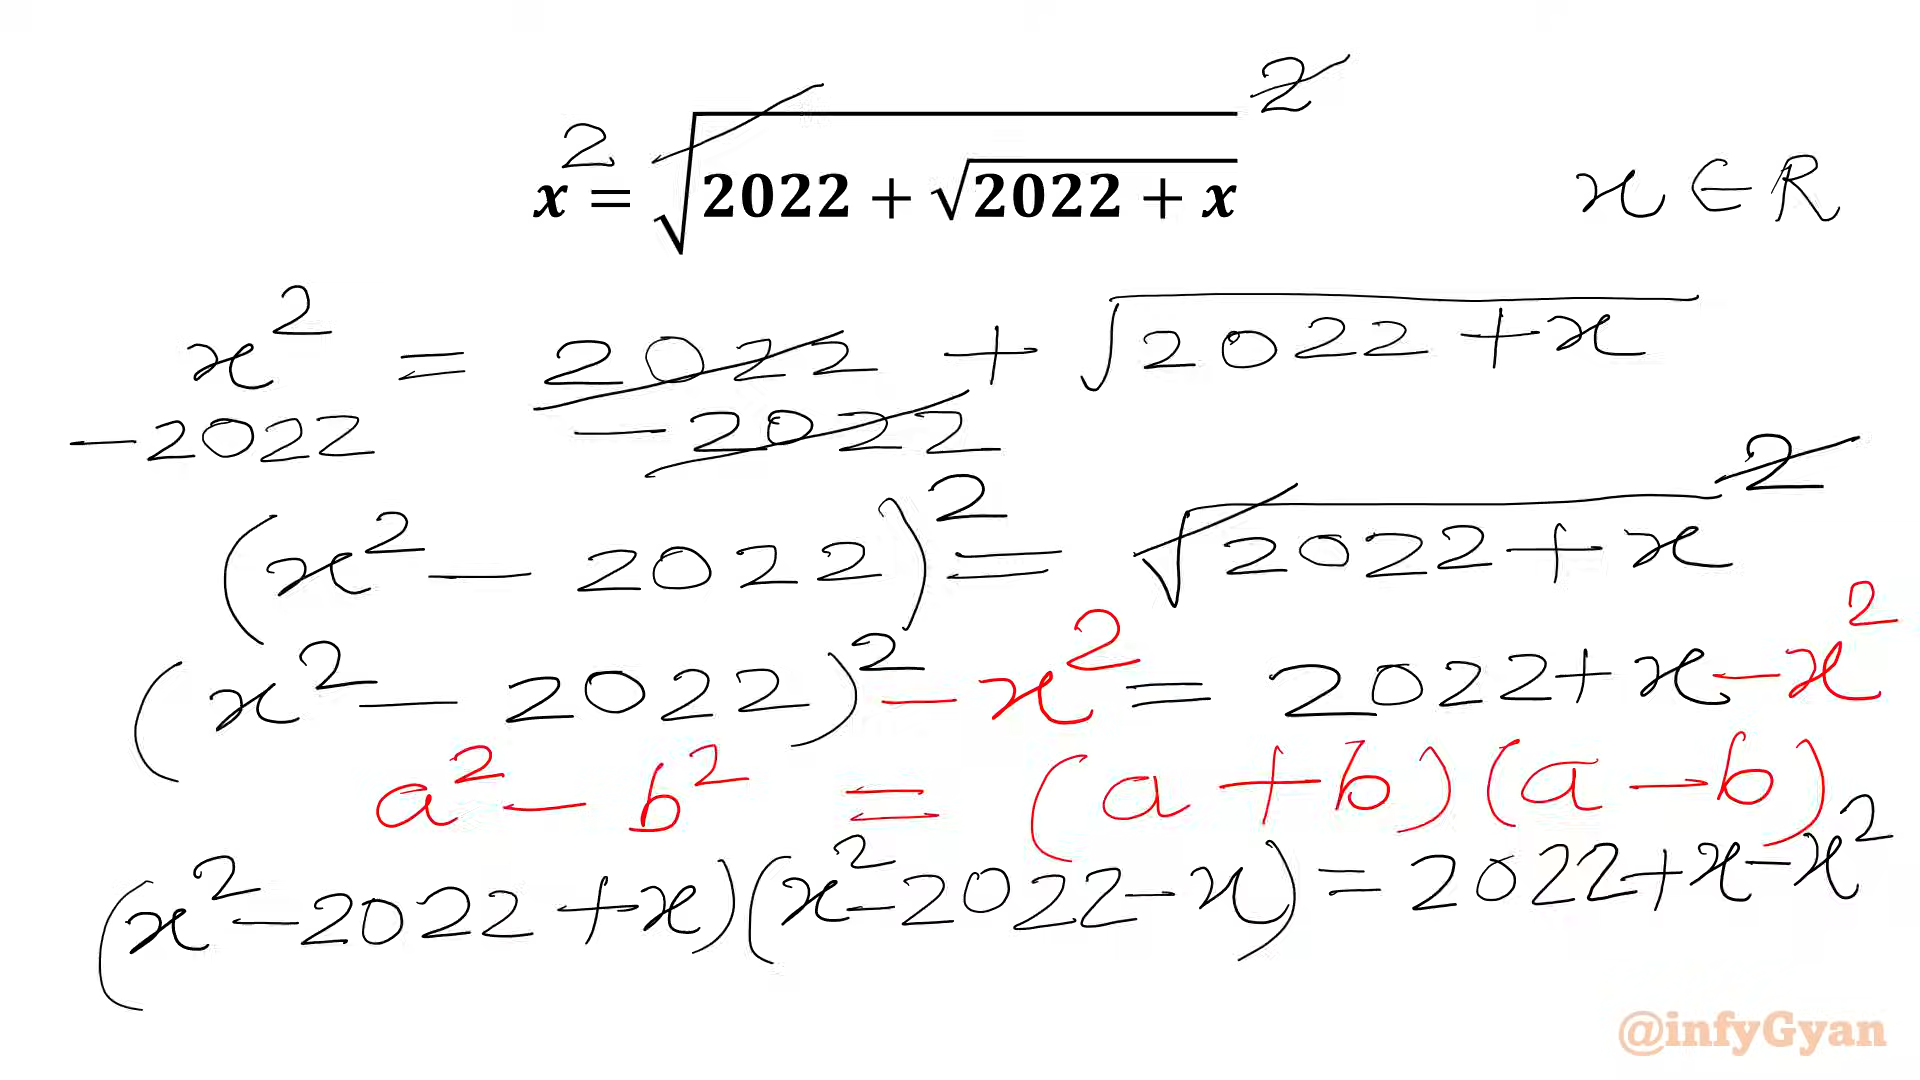 x² = √(2022 + √(2022 + x))² x ∈ R
x² = 2022 + √(2022 + x)
-2022 -2022
(x² - 2022)² = √(2022 + x)²
(x² - 2022)² - x² = 2022 + x - x²
a² - b² = (a + b)(a - b)
(x² - 2022 + x)(x² - 2022 - x) = 2022 + x - x²
@infyGyan